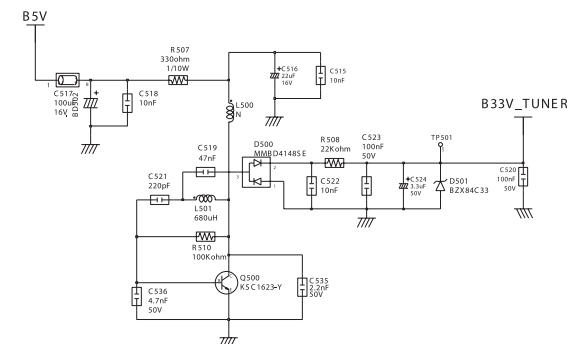 B5V
R507
330ohm
1/10W
C516
22uF
16V
C515
10nF
C517
100uF
16V
BD502
C518
10nF
L500
N
B33V_TUNER
C519
47nF
D500
MMBD4148SE
R508
22Kohm
C523
100nF
50V
TP501
C521
220pF
L501
680uH
C522
10nF
C524
3.3uF
50V
D501
BZX84C33
C520
100nF
50V
R510
100Kohm
Q500
KSC1623-Y
C536
4.7nF
50V
C535
2.2nF
50V